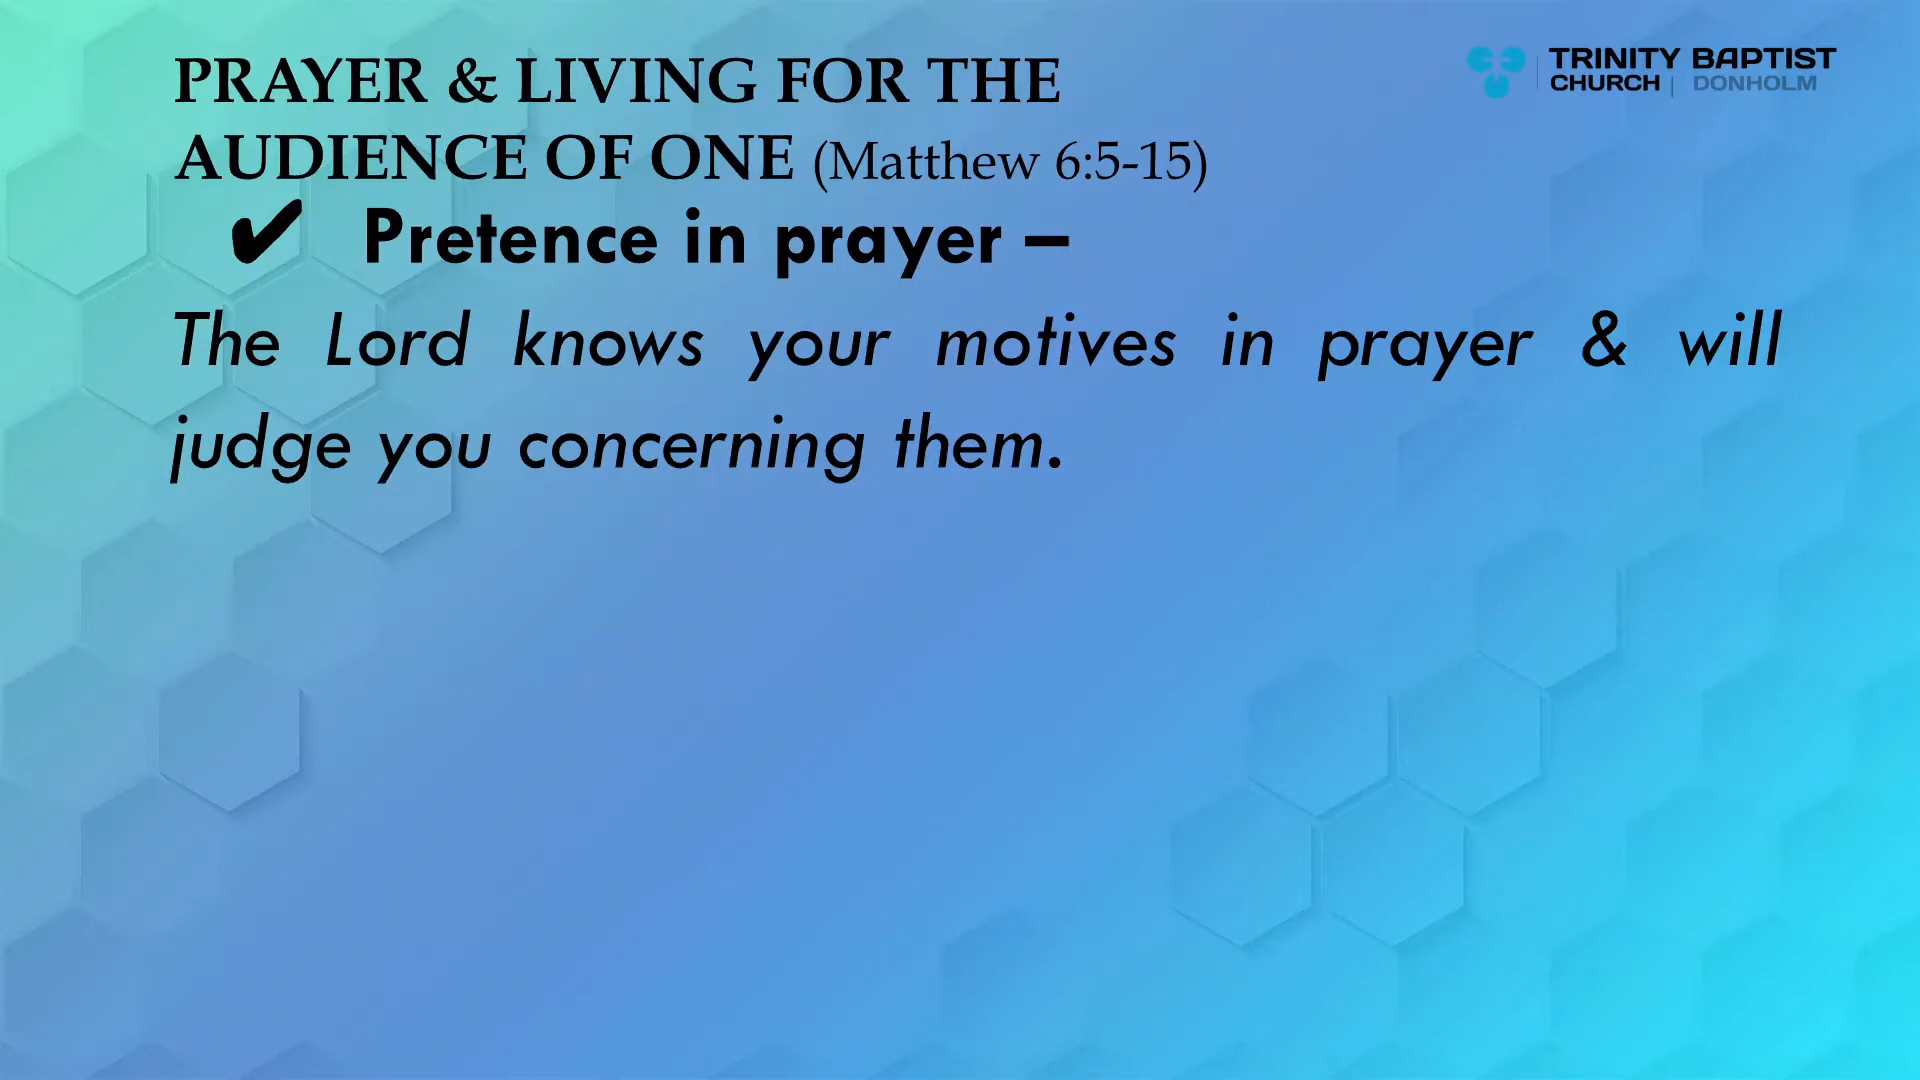 PRAYER & LIVING FOR THE
AUDIENCE OF ONE (Matthew 6:5-15)
TRINITY BAPTIST
CHURCH | DONHOLM
✔ Pretence in prayer –
The Lord knows your motives in prayer & will
judge you concerning them.